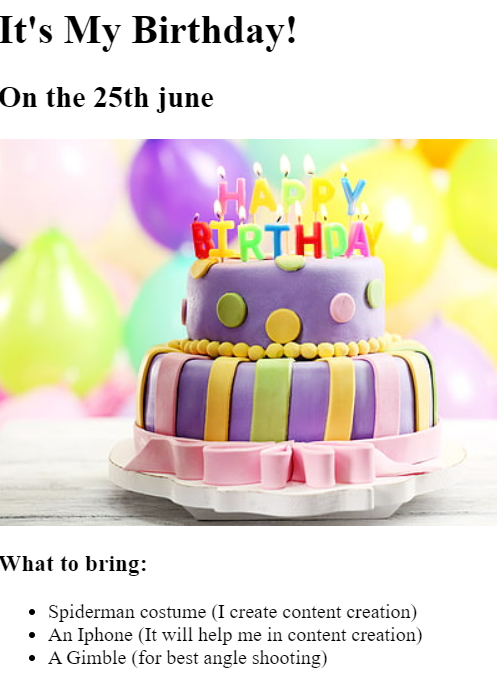 It's My Birthday!
On the 25th june
HAPPY
BIRTHDAY
What to bring:
Spiderman costume (I create content creation)
An Iphone (It will help me in content creation)
A Gimble (for best angle shooting)